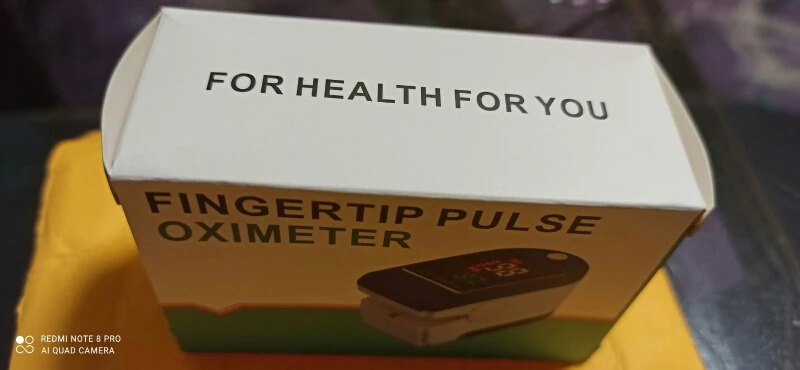 FOR HEALTH FOR YOU
FINGERTIP PULSE
OXIMETER
REDMI NOTE 8 PRO
AI QUAD CAMERA